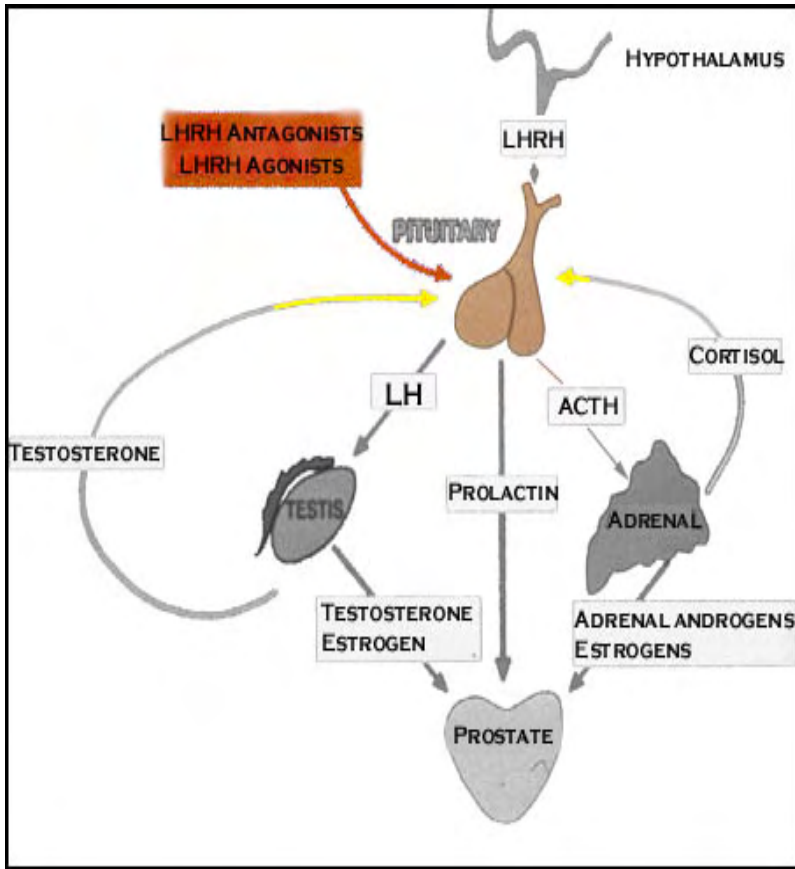 HYPOTHALAMUS
LHRH ANTAGONISTS
LHRH AGONISTS
LHRH
PITUITARY
CORTISOL
LH
ACTH
TESTOSTERONE
PROLACTIN
TESTIS
ADRENAL
TESTOSTERONE
ESTROGEN
ADRENAL ANDROGENS
ESTROGENS
PROSTATE